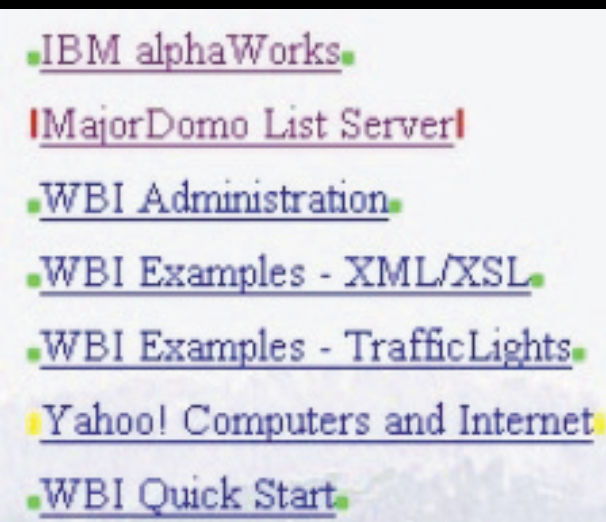 IBM alphaWorks
MajorDomo List Server
WBI Administration
WBI Examples - XML/XSL
WBI Examples - TrafficLights
Yahoo! Computers and Internet
WBI Quick Start